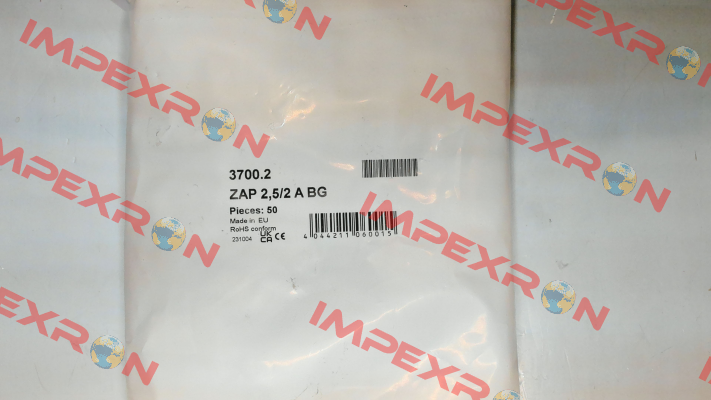 IMPEXRON
3700.2
ZAP 2,5/2 A BG
Pieces: 50
Made in EU
RoHS conform
231004 UK CA CE
4 044211 060015
IMPEXRON
IMPEXRON
IMPEXRON
IMPEXRON
IMPEXRON